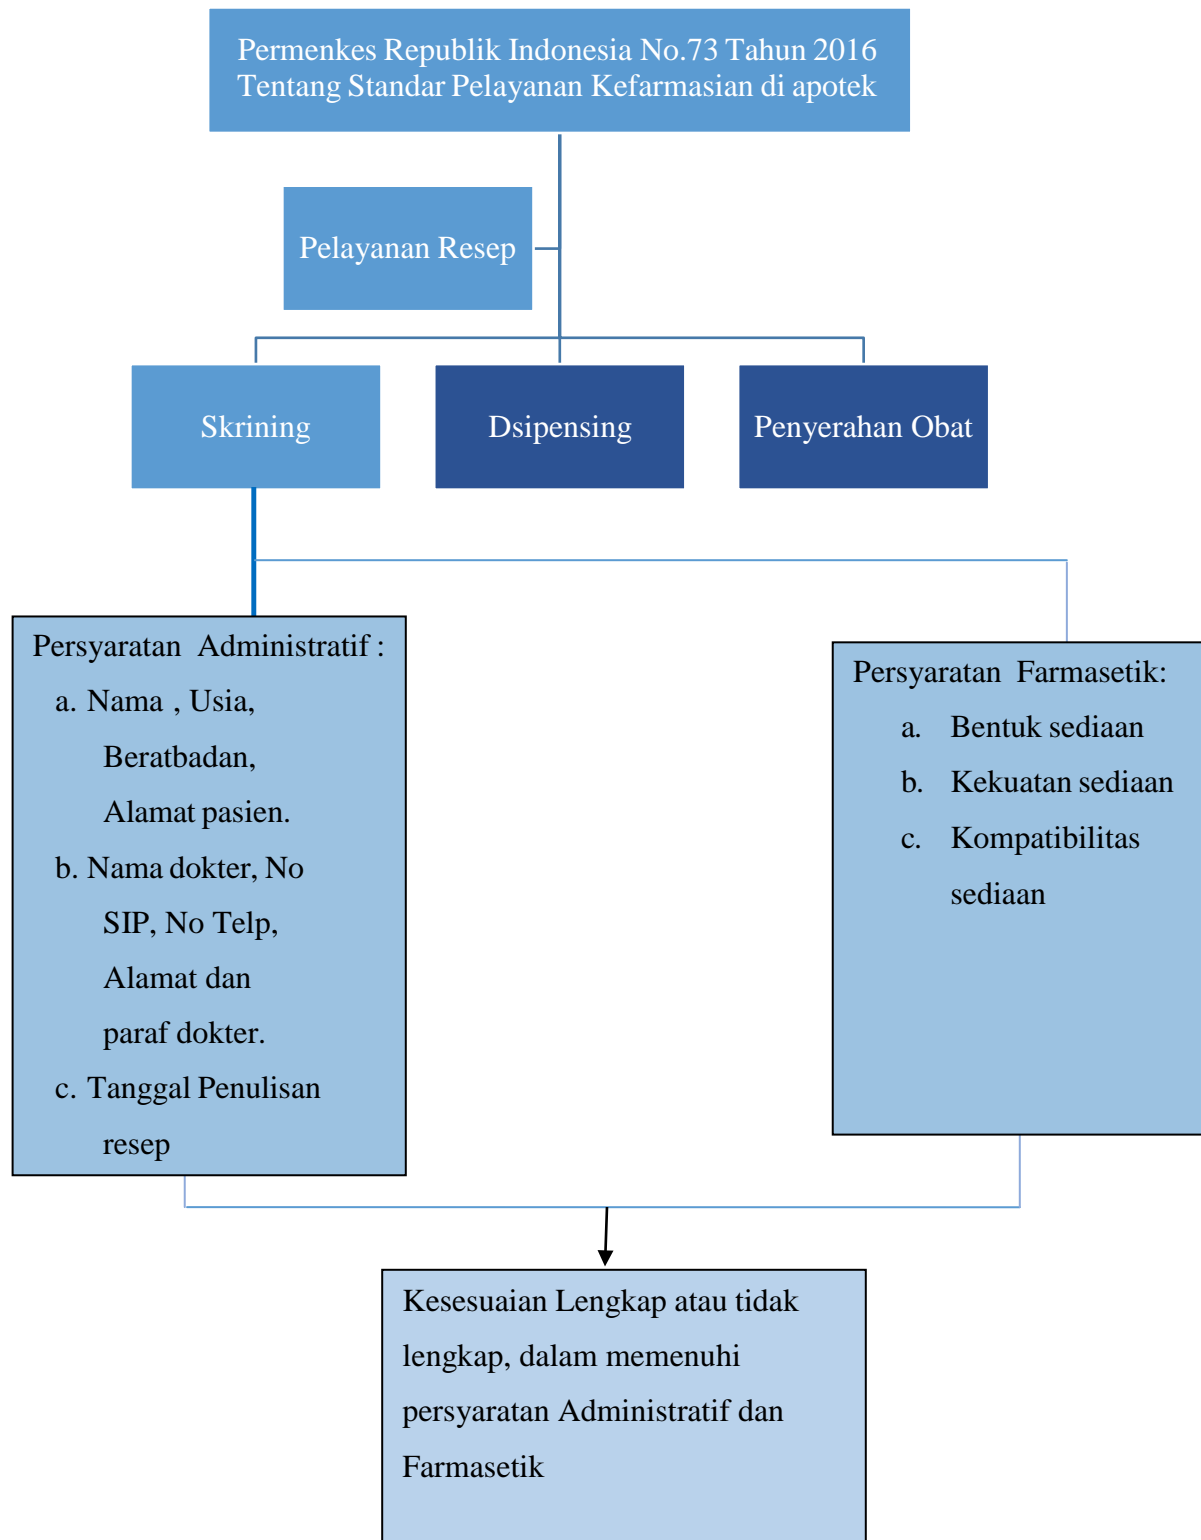 Permenkes Republik Indonesia No.73 Tahun 2016
Tentang Standar Pelayanan Kefarmasian di apotek
Pelayanan Resep
Skrining
Dsipensing
Penyerahan Obat
Persyaratan Administratif :
a. Nama , Usia,
Beratbadan,
Alamat pasien.
b. Nama dokter, No
SIP, No Telp,
Alamat dan
paraf dokter.
c. Tanggal Penulisan
resep
Persyaratan Farmasetik:
a. Bentuk sediaan
b. Kekuatan sediaan
c. Kompatibilitas
sediaan
Kesesuaian Lengkap atau tidak
lengkap, dalam memenuhi
persyaratan Administratif dan
Farmasetik